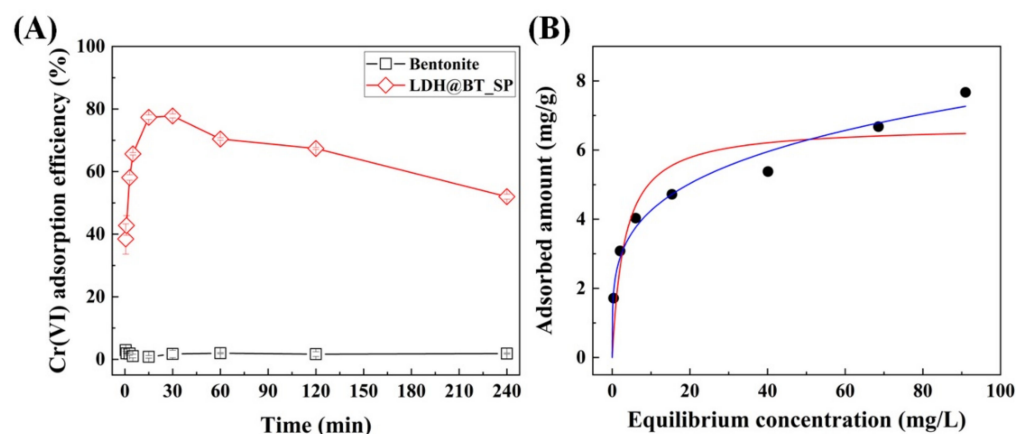 (A)
100
80
60
40
20
0
Cr(VI) adsorption efficiency (%)
Bentonite
LDH@BT_SP
0 30 60 90 120 150 180 210 240
Time (min)
(B)
8
6
4
2
0
Adsorbed amount (mg/g)
0 20 40 60 80 100
Equilibrium concentration (mg/L)